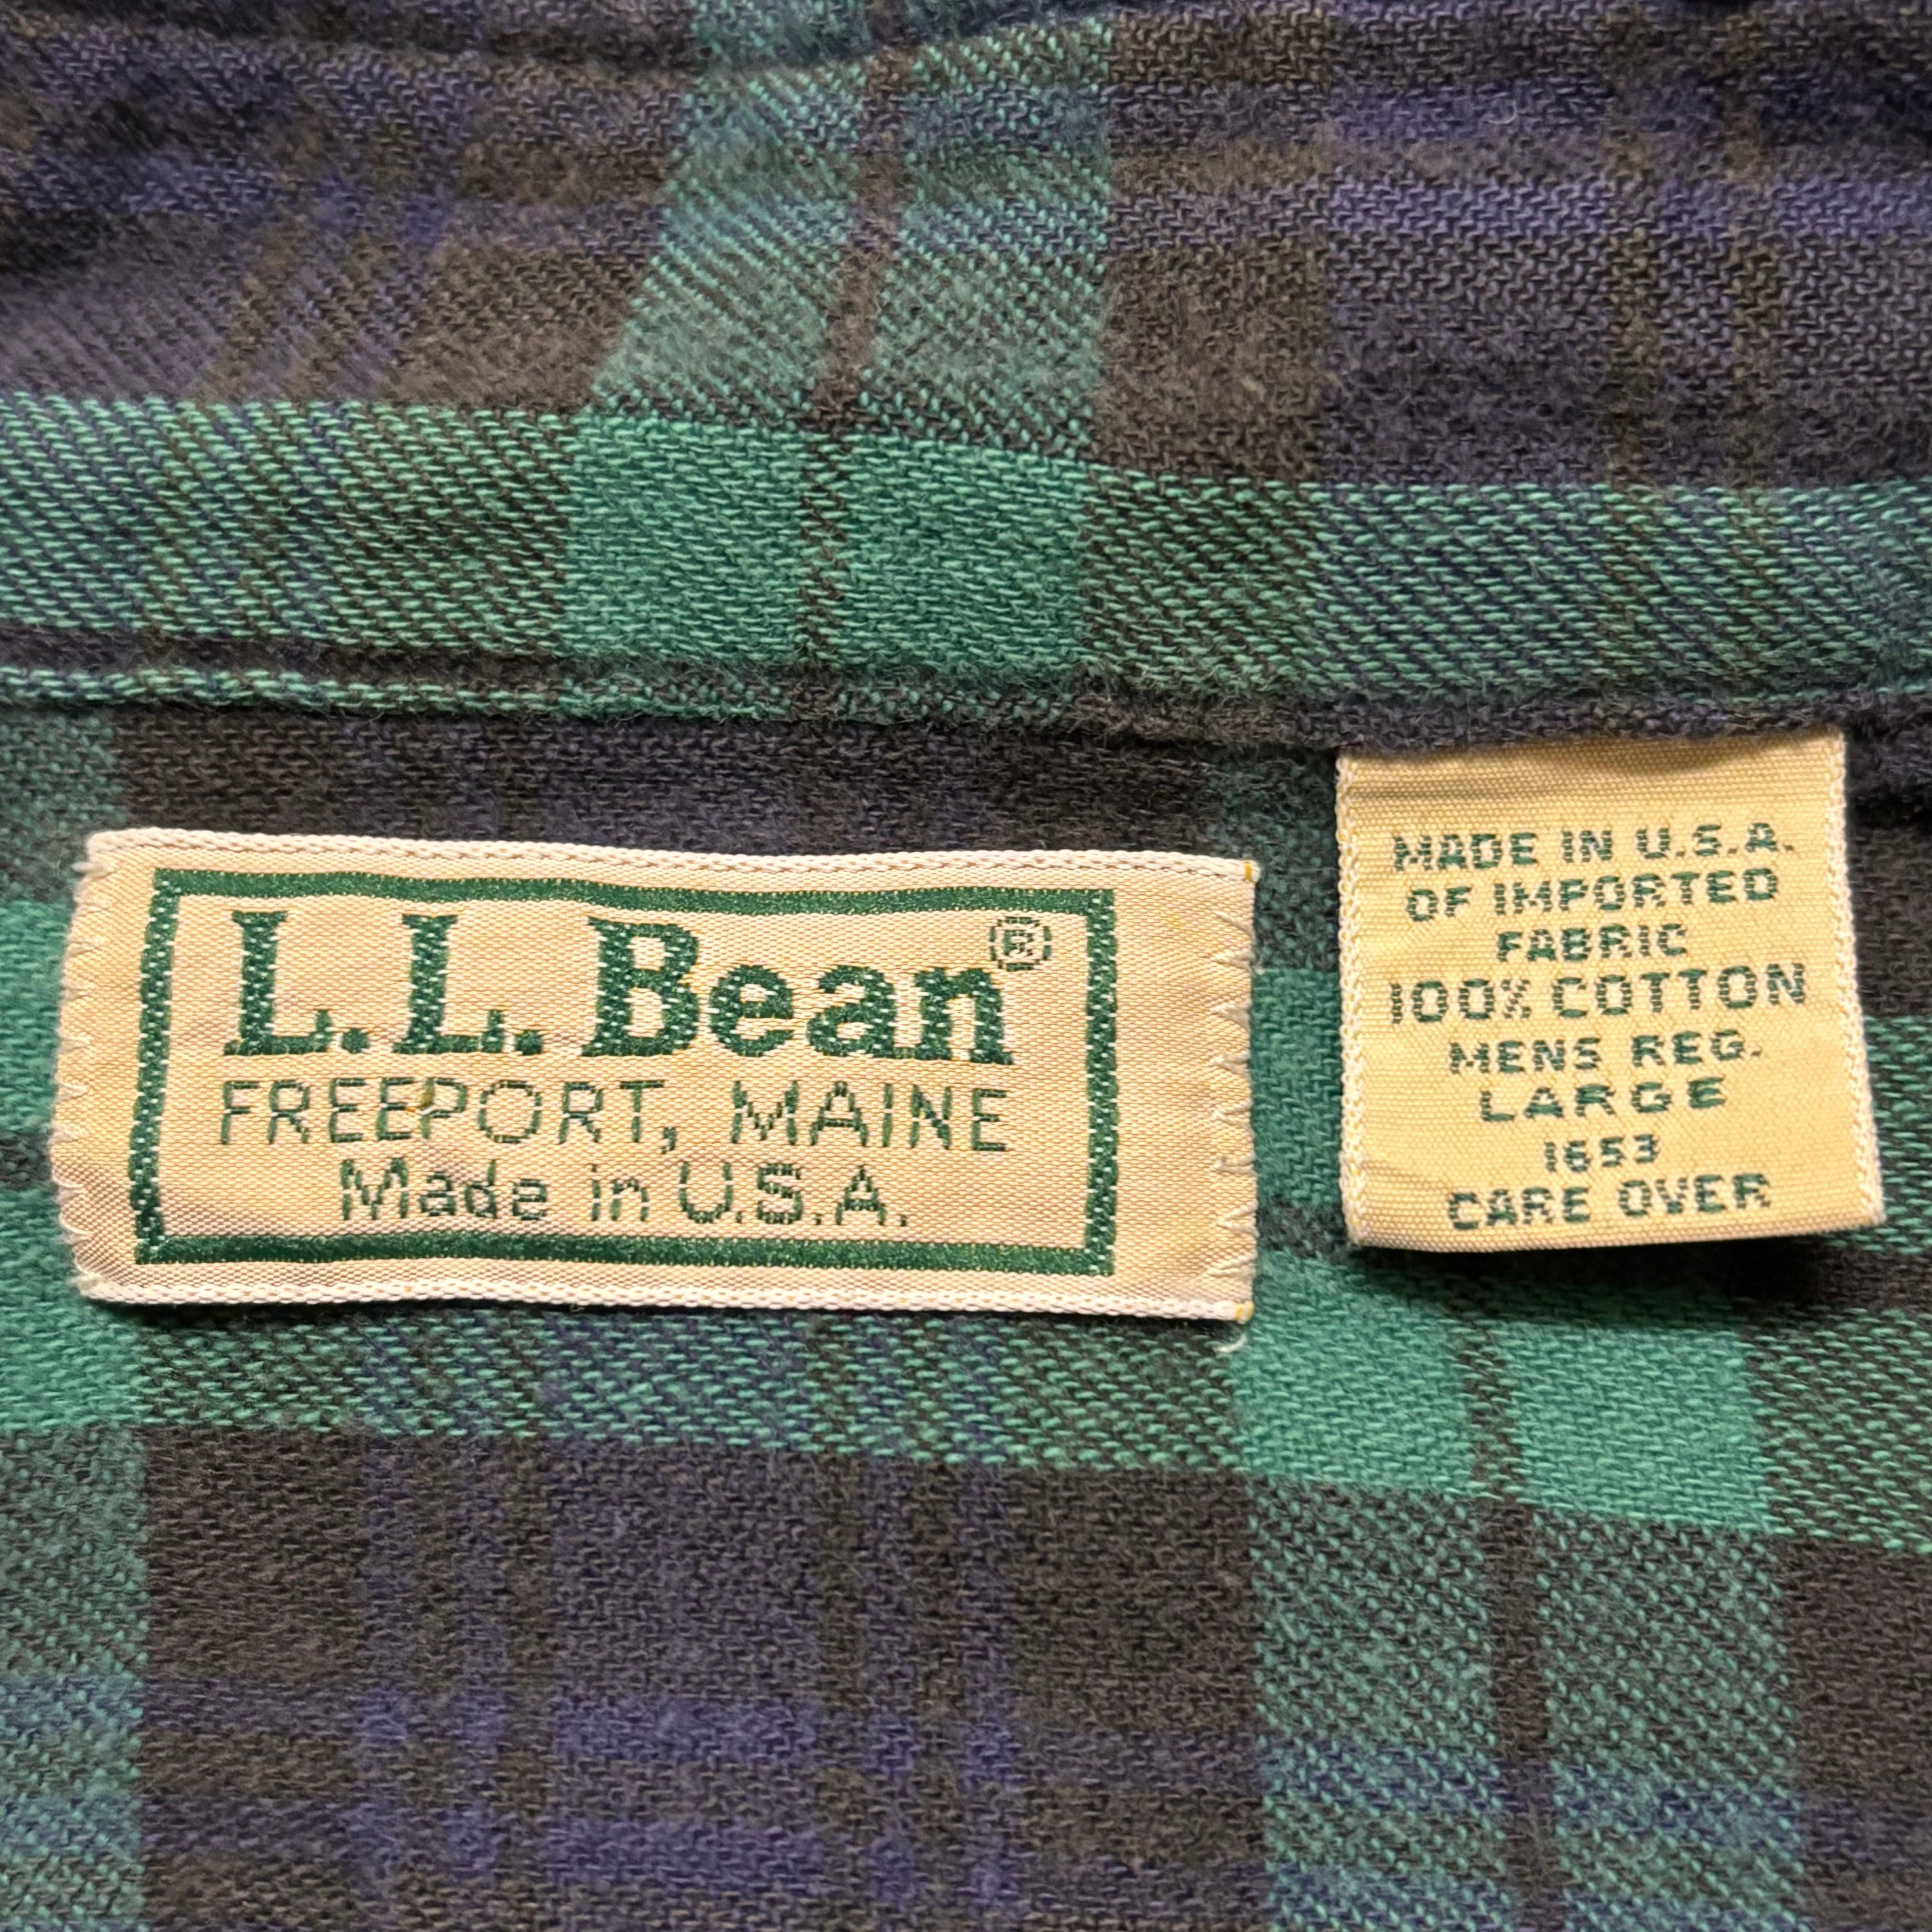 L.L.Bean®
FREEPORT, MAINE
Made in U.S.A.
MADE IN U.S.A.
OF IMPORTED
FABRIC
100% COTTON
MENS REG.
LARGE
1653
CARE OVER